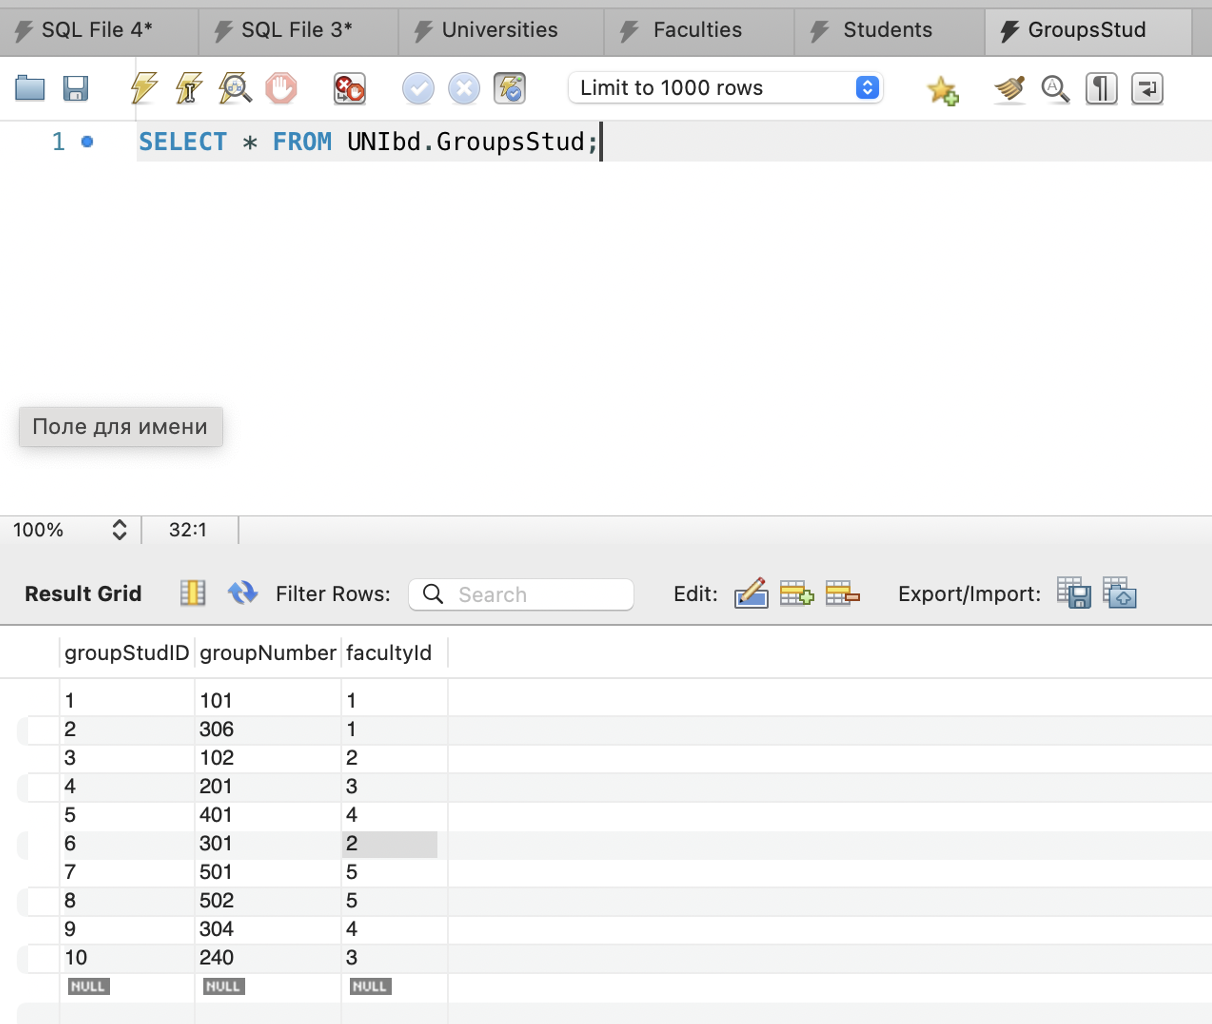 SQL File 4* SQL File 3* Universities Faculties Students GroupsStud
Limit to 1000 rows
1 SELECT * FROM UNIbd.GroupsStud;
Поле для имени
100% 32:1
Result Grid Filter Rows: Search Edit: Export/Import:
groupStudID groupNumber facultyId
1 101 1
2 306 1
3 102 2
4 201 3
5 401 4
6 301 2
7 501 5
8 502 5
9 304 4
10 240 3
NULL NULL NULL